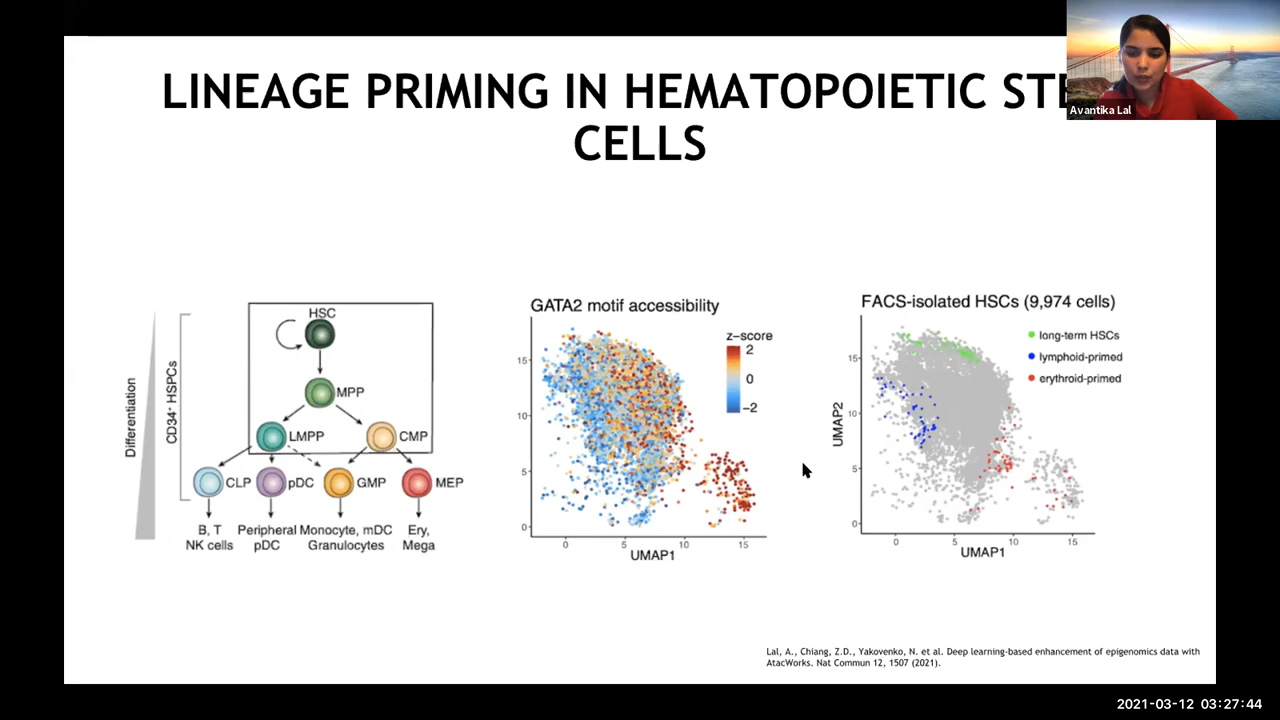 LINEAGE PRIMING IN HEMATOPOIETIC STE
CELLS
Avantika Lal
Differentiation
CD34+ HSPCs
HSC
MPP
LMPP
CMP
CLP
pDC
GMP
MEP
B, T
NK cells
Peripheral
pDC
Monocyte, mDC
Granulocytes
Ery,
Mega
GATA2 motif accessibility
z-score
2
0
−2
15
10
5
0
0
5
10
15
UMAP1
FACS-isolated HSCs (9,974 cells)
long-term HSCs
lymphoid-primed
erythroid-primed
UMAP2
15
10
5
0
0
5
10
15
UMAP1
Lal, A., Chiang, Z.D., Yakovenko, N. et al. Deep learning-based enhancement of epigenomics data with
AtacWorks. Nat Commun 12, 1507 (2021).
2021-03-12 03:27:44